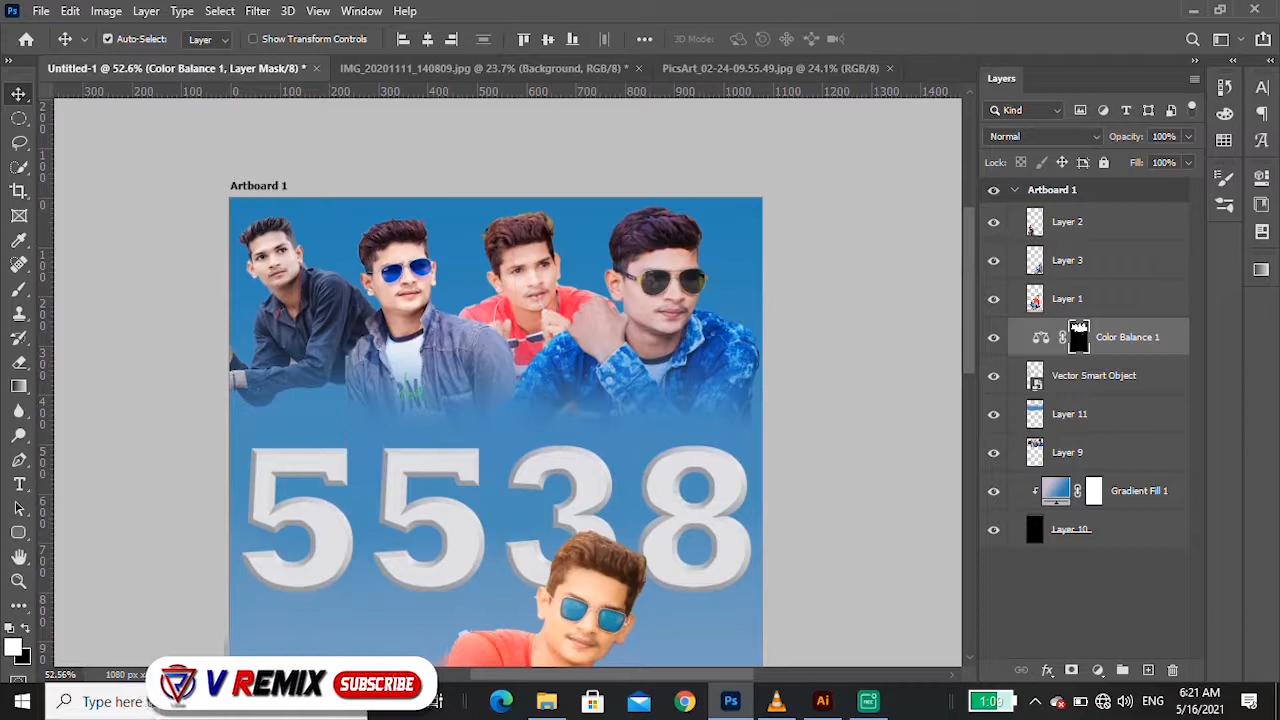 Ps File Edit Image Layer Type Select Filter 3D View Window Help
Auto-Select: Layer Show Transform Controls 3D Mode:
Untitled-1 @ 52.6% (Color Balance 1, Layer Mask/8) * × IMG_20201111_140809.jpg @ 23.7% (Background, RGB/8) * × PicsArt_02-24-09.55.49.jpg @ 24.1% (RGB/8) ×
Layers
300 200 100 0 100 200 300 400 500 600 700 800 900 1000 1100 1200 1300 1400
Kind
Normal Opacity: 100%
Lock: Fill: 100%
Artboard 1
Artboard 1
Layer 2
Layer 3
Layer 1
Color Balance 1
Vector Smart Object
Layer 11
Layer 9
Gradient Fill 1
Layer 10
5538
52.56% 1080 px
V REMIX SUBSCRIBE
Type here
Ps Ai REC
1:09
6:21 AM
5/16/2021